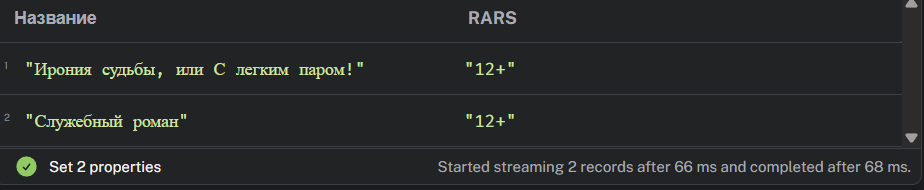 Название RARS
1 "Ирония судьбы, или С легким паром!" "12+"
2 "Служебный роман" "12+"
Set 2 properties Started streaming 2 records after 66 ms and completed after 68 ms.